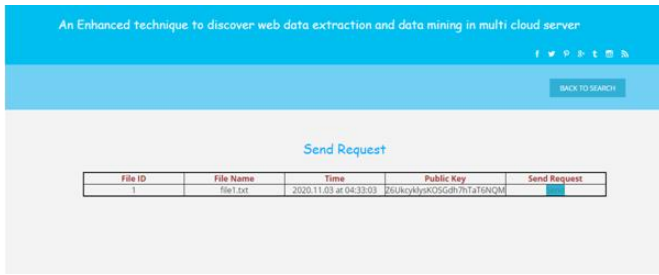 An Enhanced technique to discover web data extraction and data mining in multi cloud server
BACK TO SEARCH
Send Request
File ID File Name Time Public Key Send Request
1 file1.txt 2020.11.03 at 04:33:03 Z6UkcyklysKOSGdh7hTaT6NQM